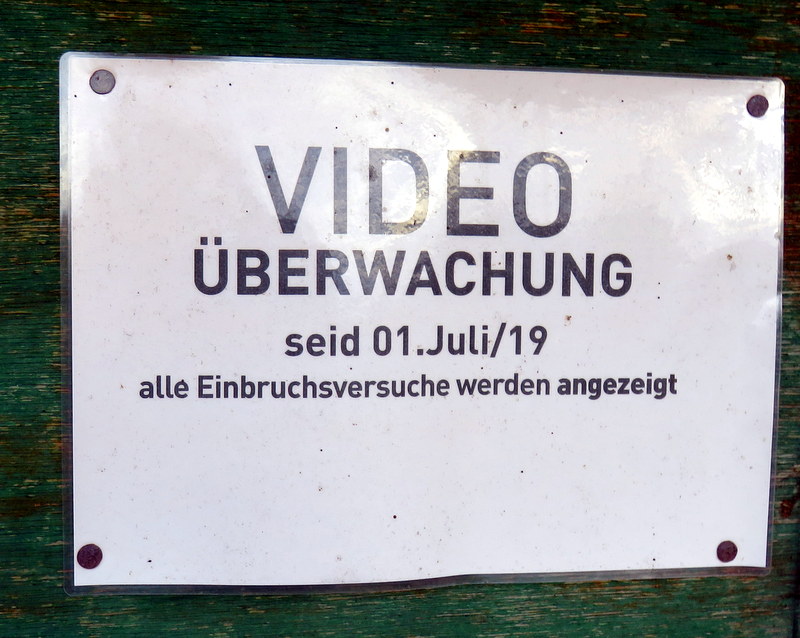 VIDEO
ÜBERWACHUNG
seid 01.Juli/19
alle Einbruchsversuche werden angezeigt